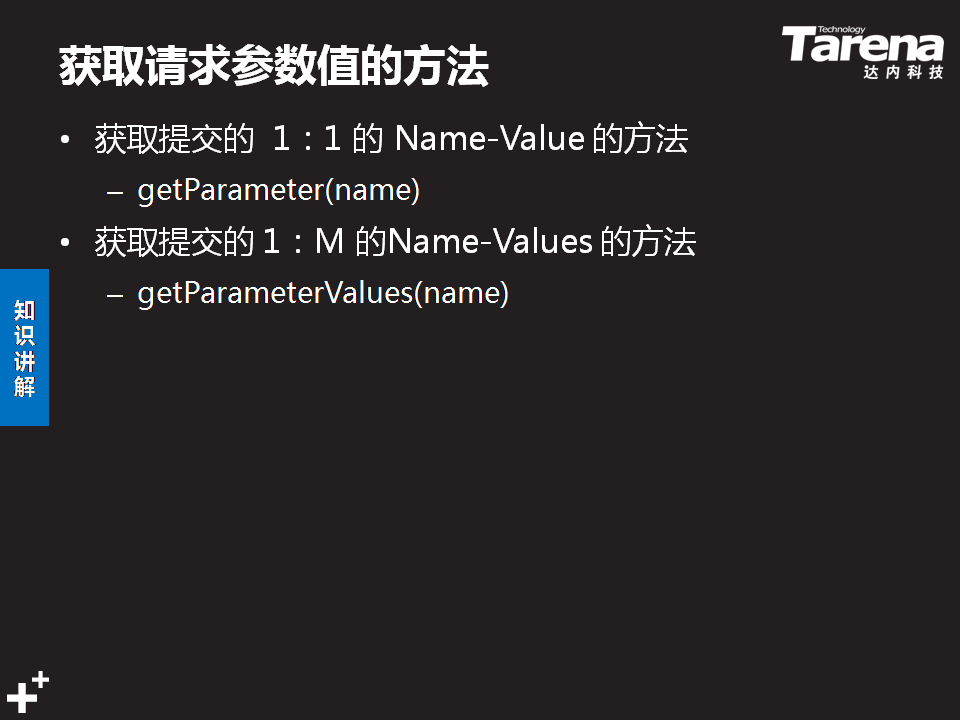 获取请求参数值的方法
Technology
Tarena
达内科技
• 获取提交的 1：1 的 Name-Value 的方法
– getParameter(name)
• 获取提交的 1：M 的Name-Values 的方法
– getParameterValues(name)
知识讲解